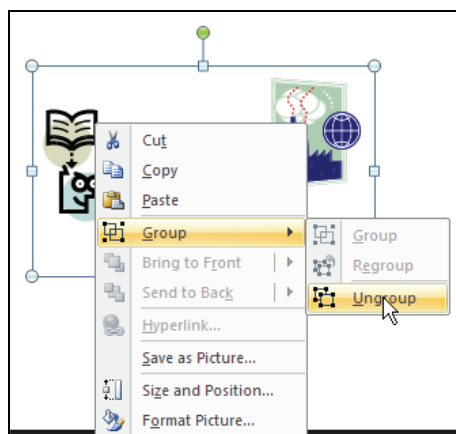 Cut
Copy
Paste
Group
Bring to Front
Send to Back
Hyperlink...
Save as Picture...
Size and Position...
Format Picture...
Group
Regroup
Ungroup